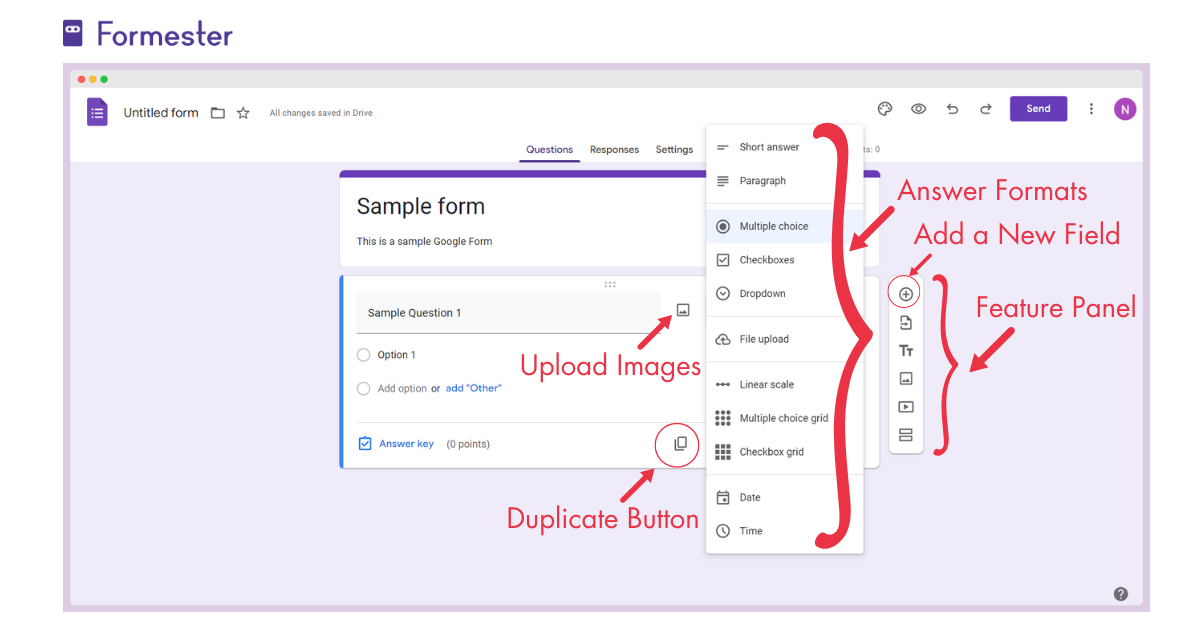 Formester
Untitled form
All changes saved in Drive
Send
N
Questions Responses Settings
ts: 0
Sample form
This is a sample Google Form
Sample Question 1
Option 1
Add option or add "Other"
Answer key (0 points)
Upload Images
Duplicate Button
Short answer
Paragraph
Multiple choice
Checkboxes
Dropdown
File upload
Linear scale
Multiple choice grid
Checkbox grid
Date
Time
Answer Formats
Add a New Field
Feature Panel
Tт
?